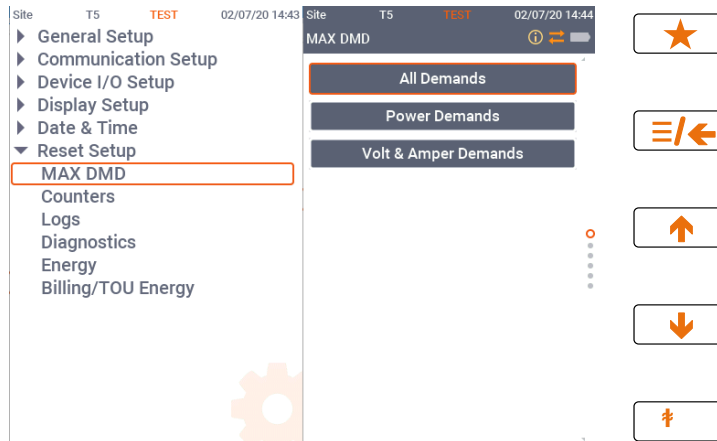 Site T5 TEST 02/07/20 14:43
General Setup
Communication Setup
Device I/O Setup
Display Setup
Date & Time
Reset Setup
MAX DMD
Counters
Logs
Diagnostics
Energy
Billing/TOU Energy
Site T5 TEST 02/07/20 14:44
MAX DMD
All Demands
Power Demands
Volt & Amper Demands